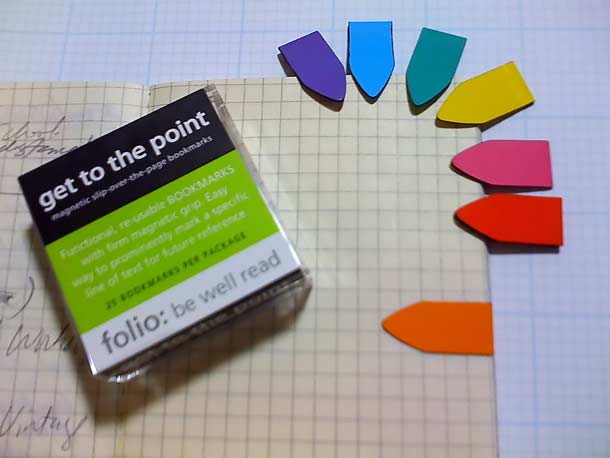 get to the point
magnetic slip-over-the-page bookmarks
Functional, re-usable BOOKMARKS
with firm magnetic grip. Easy
way to prominently mark a specific
line of text for future reference.
25 BOOKMARKS PER PACKAGE
folio: be well read
Vintage